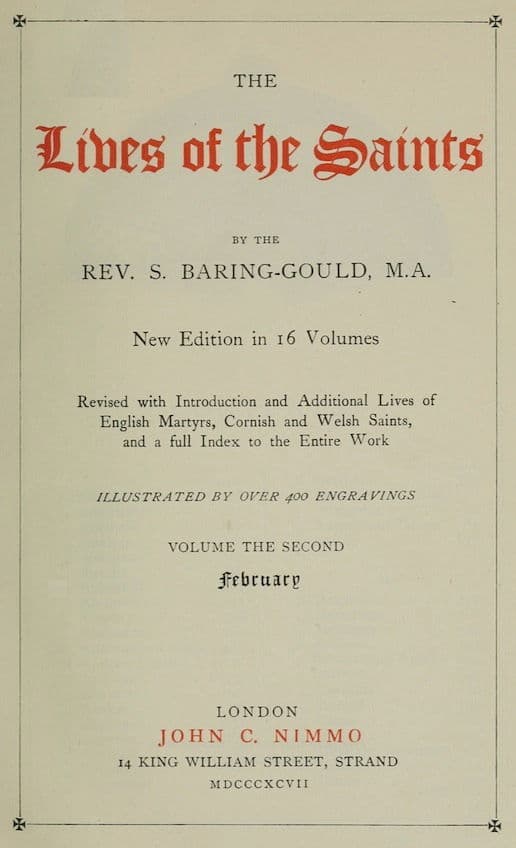 THE
Lives of the Saints
BY THE
REV. S. BARING-GOULD, M.A.
New Edition in 16 Volumes
Revised with Introduction and Additional Lives of
English Martyrs, Cornish and Welsh Saints,
and a full Index to the Entire Work
ILLUSTRATED BY OVER 400 ENGRAVINGS
VOLUME THE SECOND
February
LONDON
JOHN C. NIMMO
14 KING WILLIAM STREET, STRAND
MDCCCXCVII